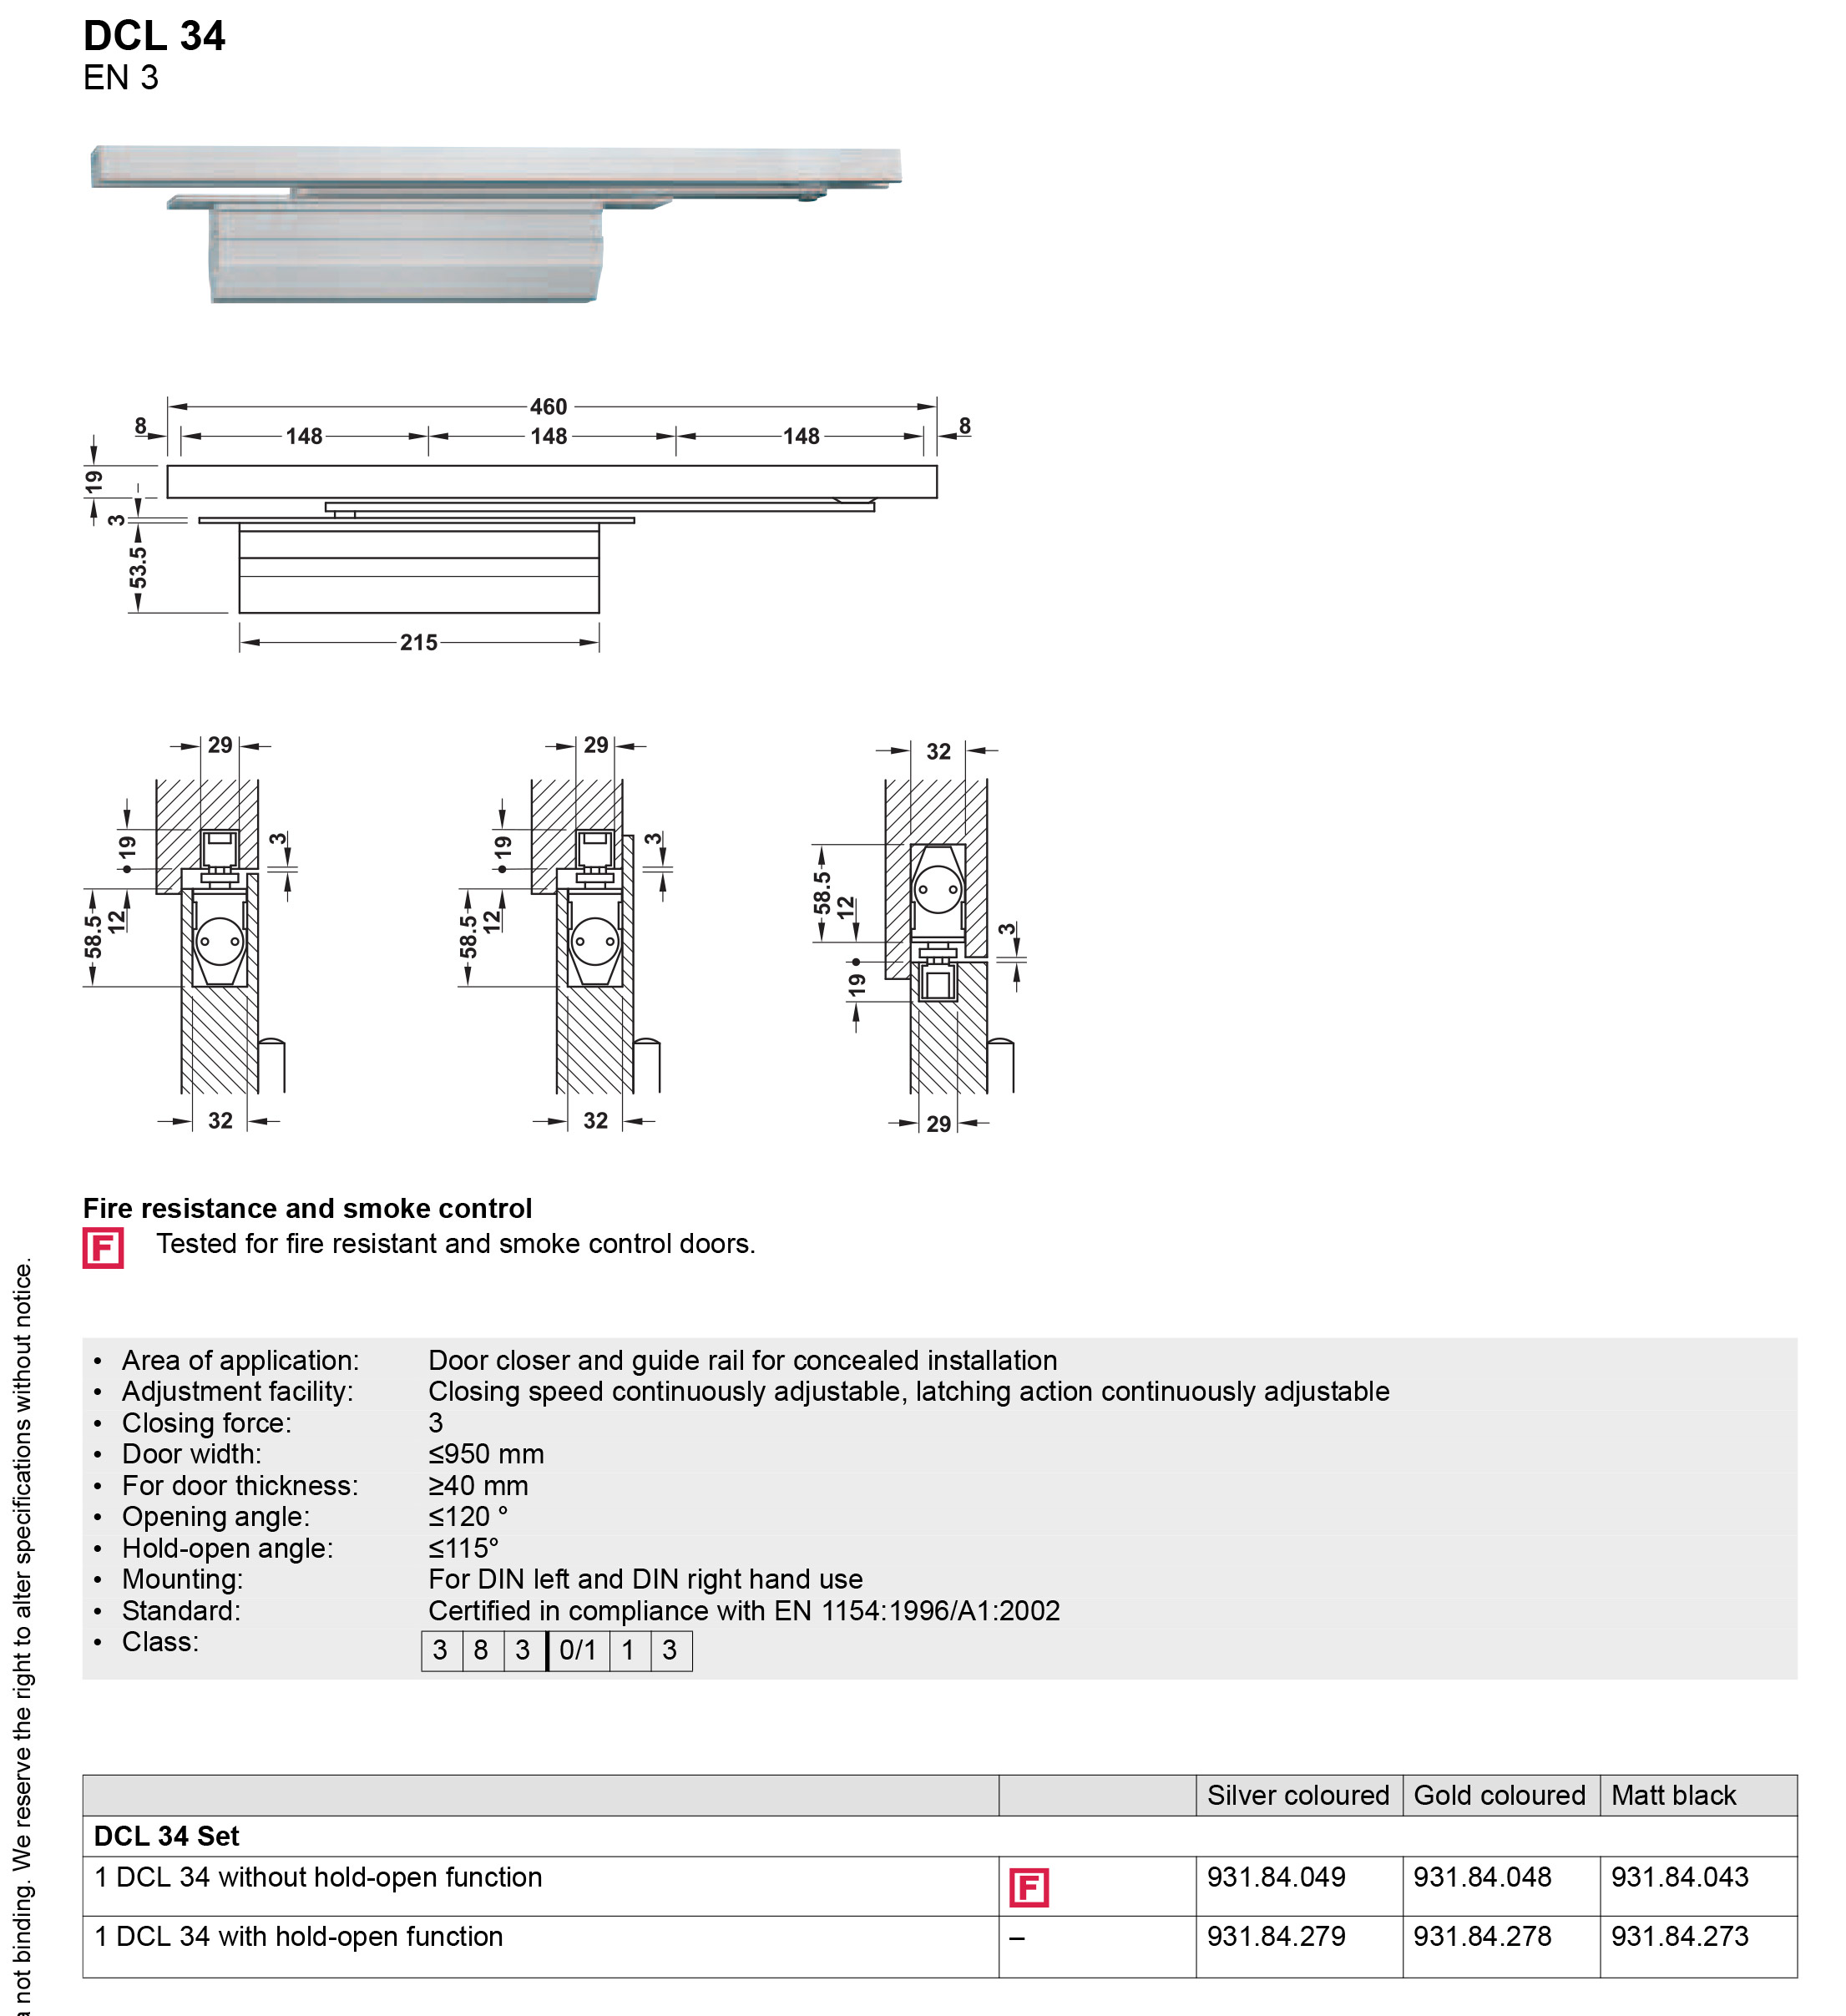 DCL 34
EN 3
460
8 148 148 148 8
19
3
53.5
215
29
19
3
58.5
12
32
29
19
3
58.5
12
32
32
58.5
12
3
19
29
Fire resistance and smoke control
F Tested for fire resistant and smoke control doors.
• Area of application: Door closer and guide rail for concealed installation
• Adjustment facility: Closing speed continuously adjustable, latching action continuously adjustable
• Closing force: 3
• Door width: ≤950 mm
• For door thickness: ≥40 mm
• Opening angle: ≤120 °
• Hold-open angle: ≤115°
• Mounting: For DIN left and DIN right hand use
• Standard: Certified in compliance with EN 1154:1996/A1:2002
• Class: 3 8 3 0/1 1 3
Silver coloured Gold coloured Matt black
DCL 34 Set
1 DCL 34 without hold-open function F 931.84.049 931.84.048 931.84.043
1 DCL 34 with hold-open function – 931.84.279 931.84.278 931.84.273
not binding. We reserve the right to alter specifications without notice.